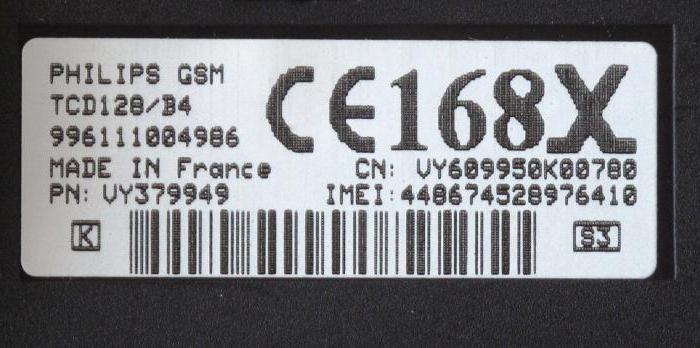 PHILIPS GSM
TCD128/B4
996111004986
CE168X
MADE IN France
CN: VY609950K00780
PN: VY379949
IMEI:448674528976410
K
S3